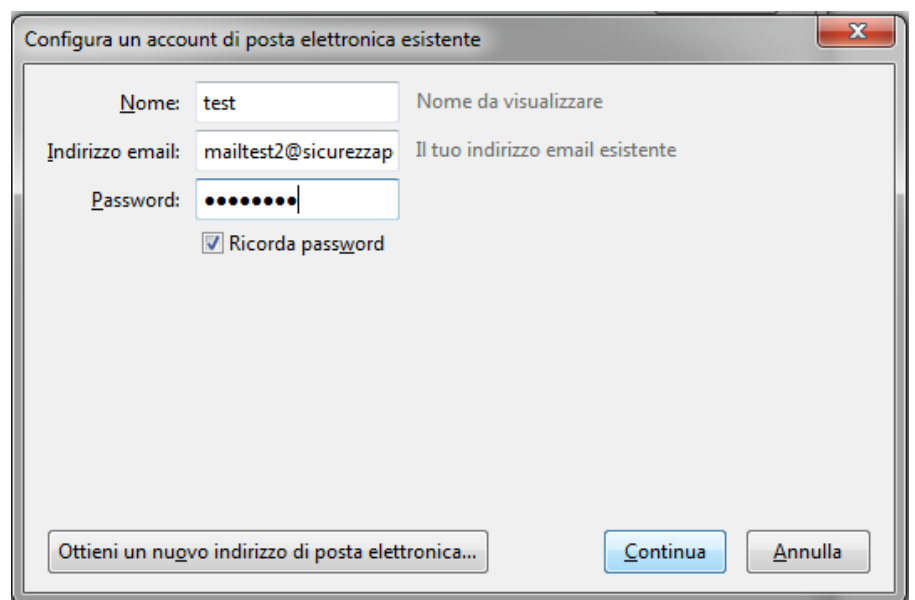 Configura un account di posta elettronica esistente
Nome: test Nome da visualizzare
Indirizzo email: mailtest2@sicurezzap Il tuo indirizzo email esistente
Password: ●●●●●●●●
Ricorda password
Ottieni un nuovo indirizzo di posta elettronica... Continua Annulla